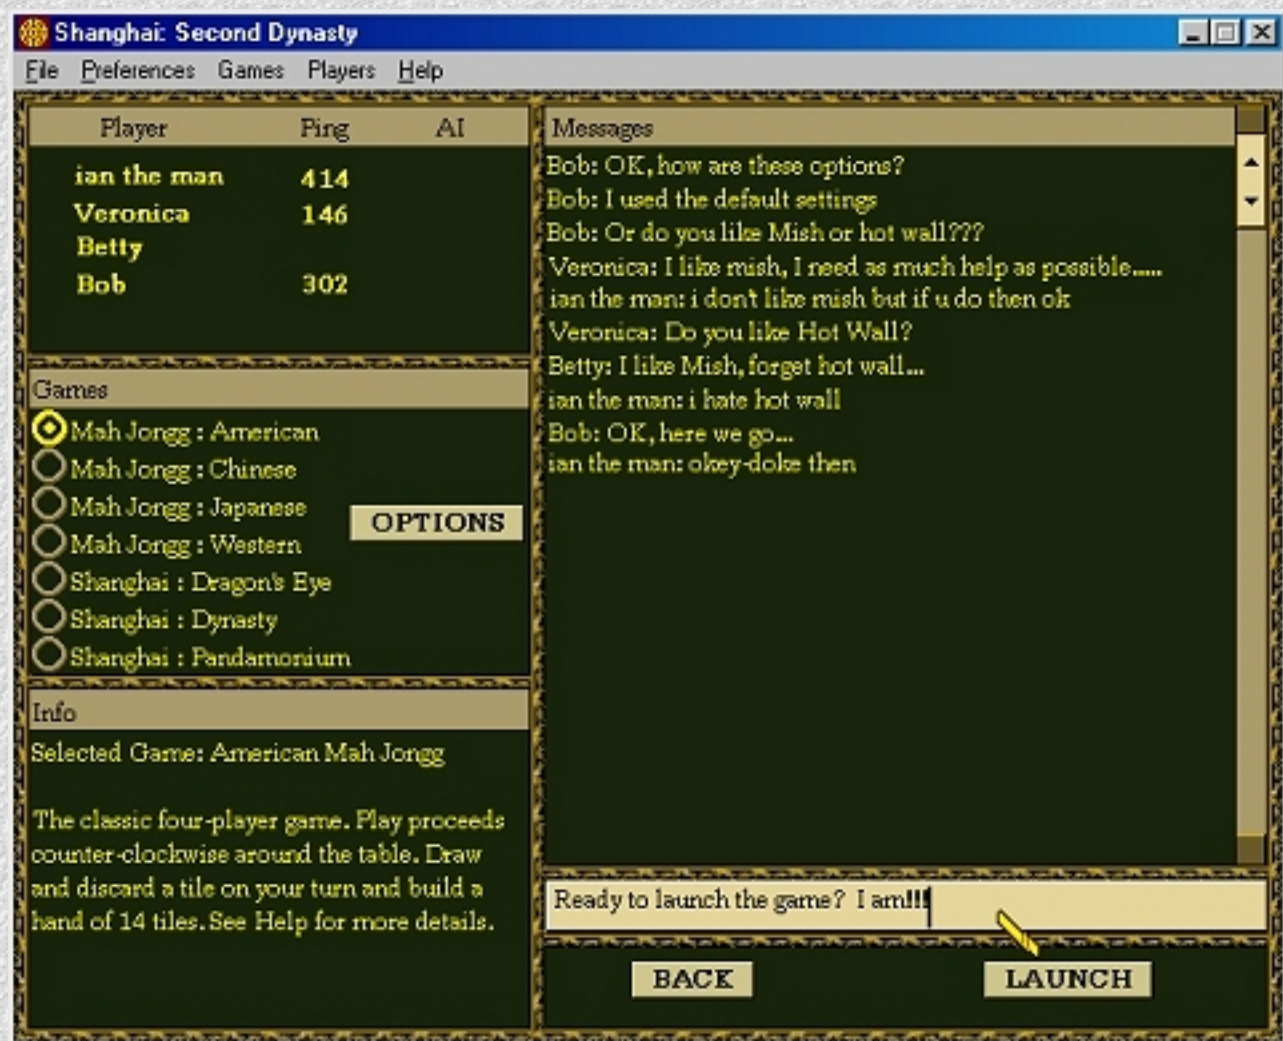 Shanghai: Second Dynasty
File Preferences Games Players Help
Player Ping AI
ian the man 414
Veronica 146
Betty
Bob 302
Games
Mah Jongg : American
Mah Jongg : Chinese
Mah Jongg : Japanese
Mah Jongg : Western
Shanghai : Dragon's Eye
Shanghai : Dynasty
Shanghai : Pandamonium
OPTIONS
Info
Selected Game: American Mah Jongg
The classic four-player game. Play proceeds
counter-clockwise around the table. Draw
and discard a tile on your turn and build a
hand of 14 tiles. See Help for more details.
Messages
Bob: OK, how are these options?
Bob: I used the default settings
Bob: Or do you like Mish or hot wall???
Veronica: I like mish, I need as much help as possible.....
ian the man: i don't like mish but if u do then ok
Veronica: Do you like Hot Wall?
Betty: I like Mish, forget hot wall...
ian the man: i hate hot wall
Bob: OK, here we go...
ian the man: okey-doke then
Ready to launch the game? I am!!!
BACK LAUNCH